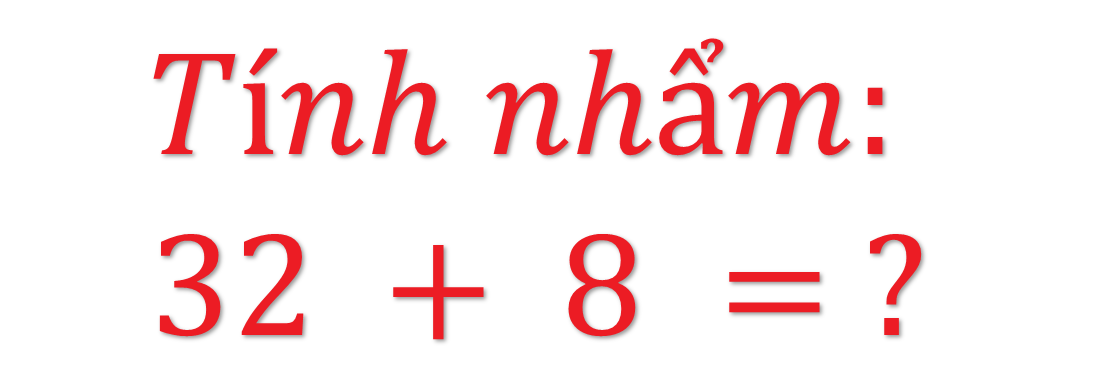 Tính nhẩm:
32 + 8 = ?